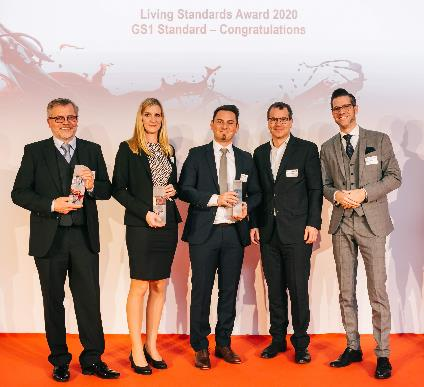 Living Standards Award 2020
GS1 Standard – Congratulations